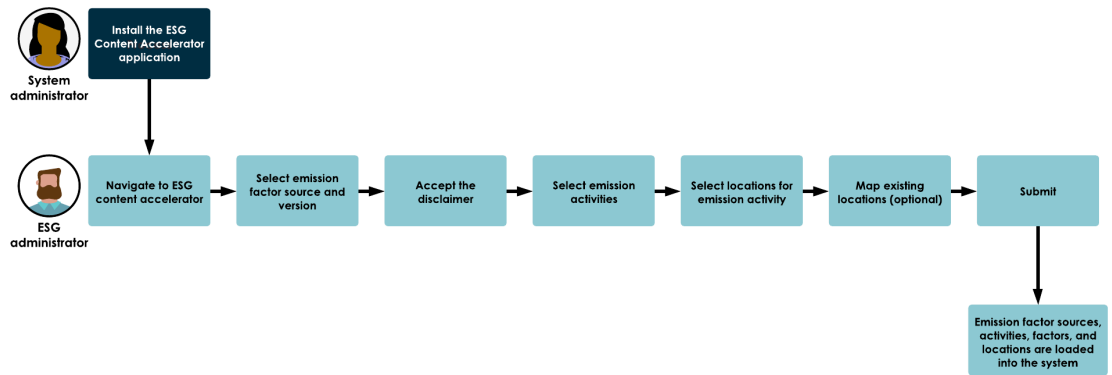 Install the ESG
Content Accelerator
application
System
administrator
Navigate to ESG
content accelerator
Select emission
factor source and
version
Accept the
disclaimer
Select emission
activities
Select locations for
emission activity
Map existing
locations (optional)
Submit
ESG
administrator
Emission factor sources,
activities, factors, and
locations are loaded
into the system